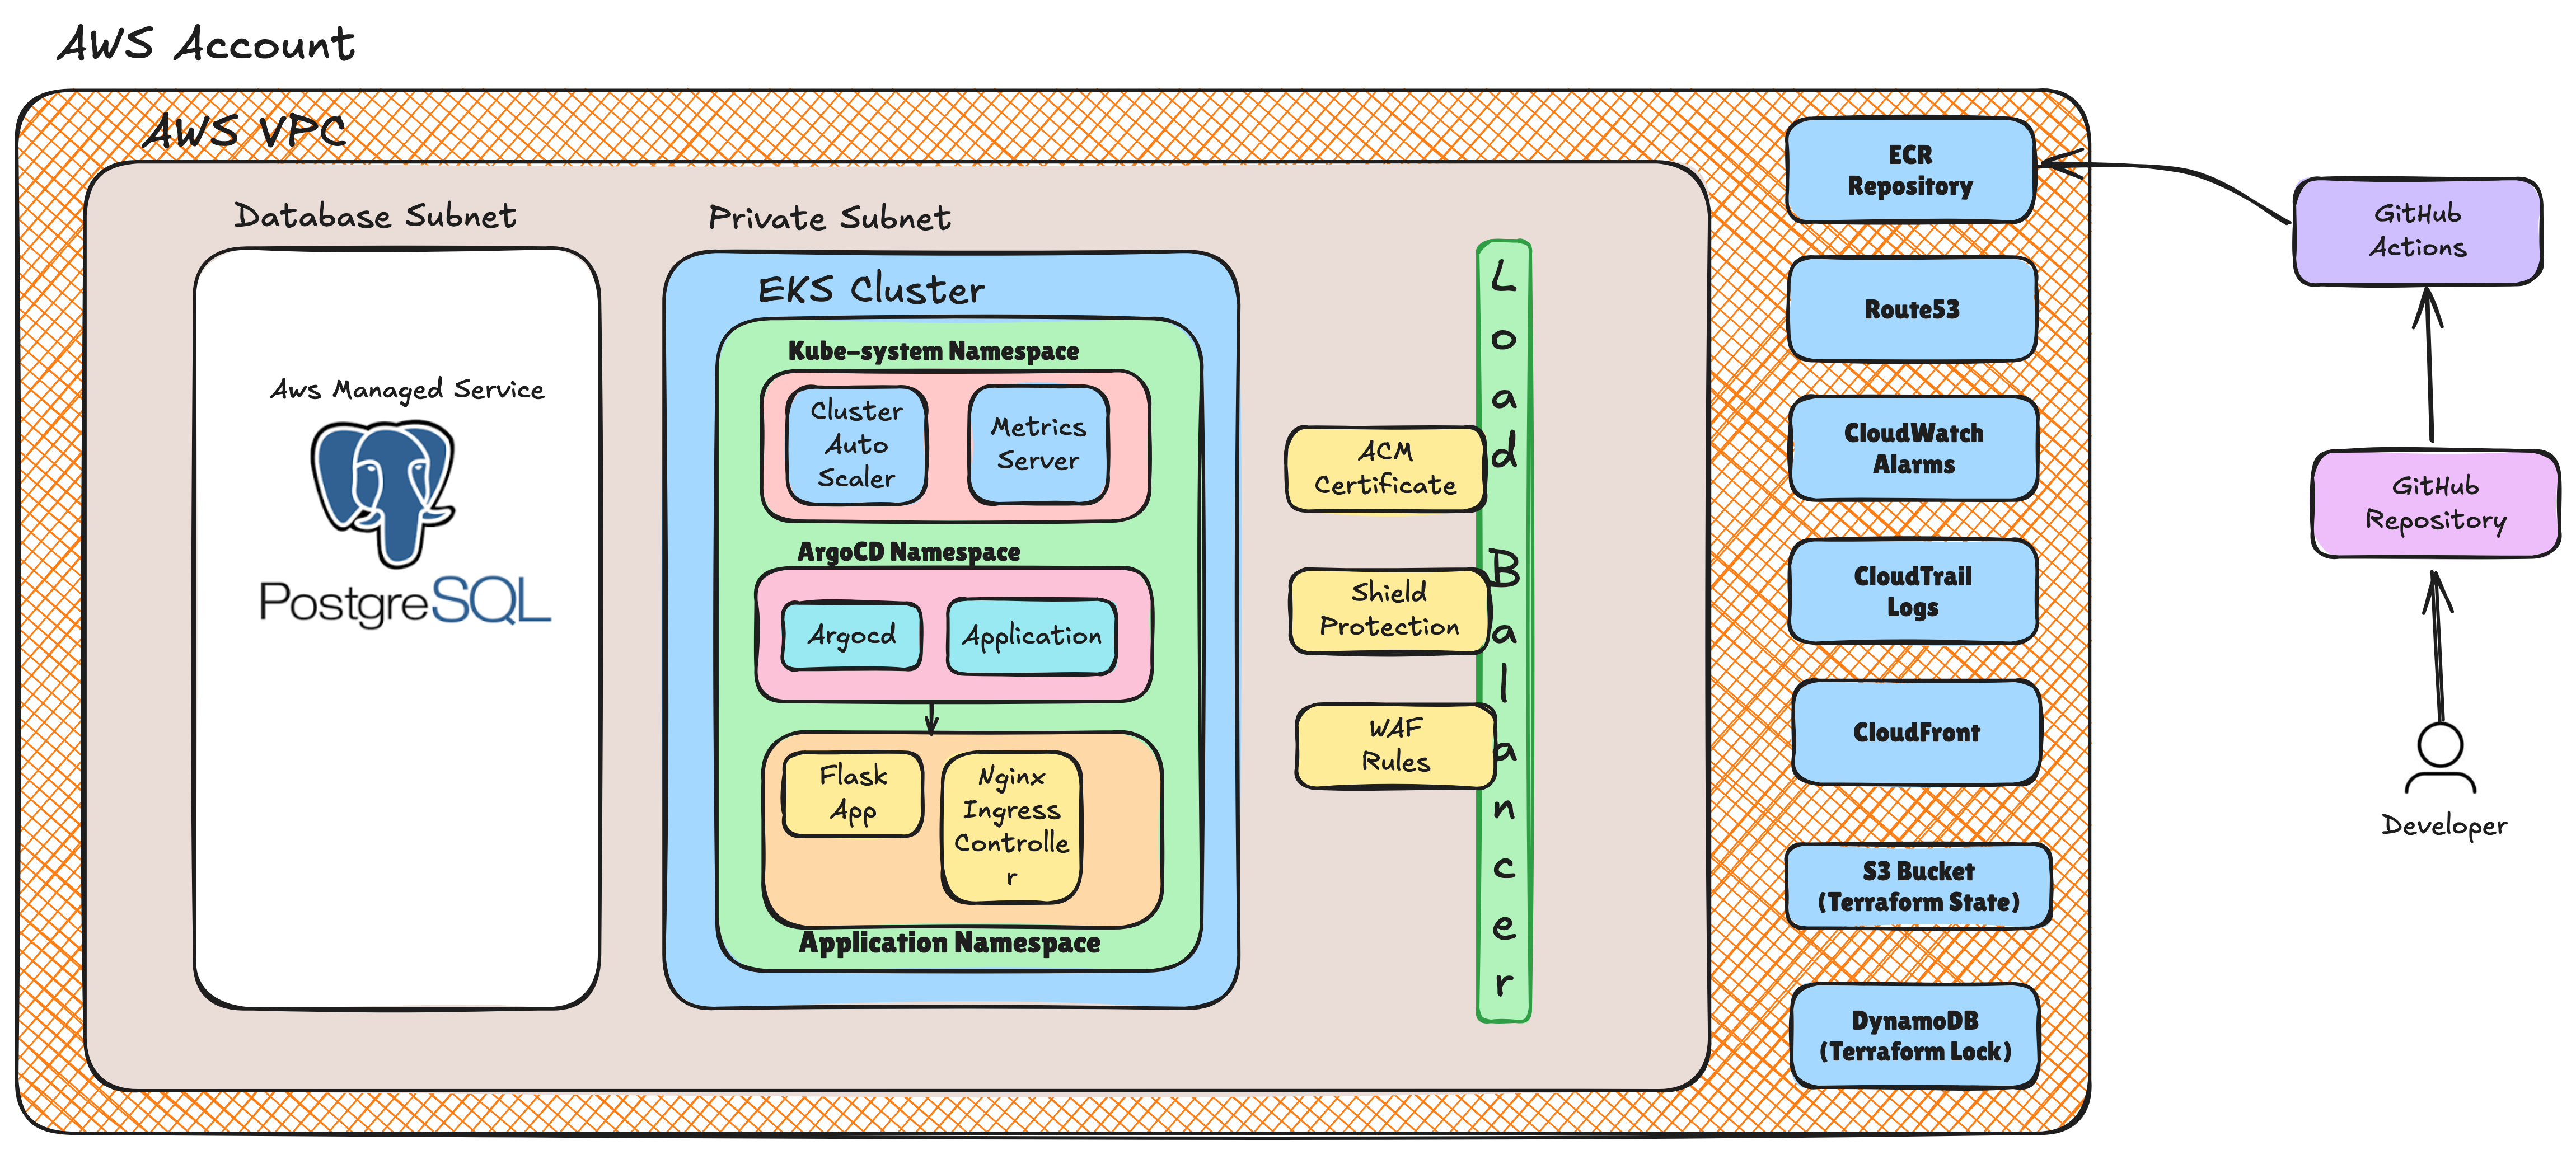 AWS Account
AWS VPC
Database Subnet
Aws Managed Service
PostgreSQL
Private Subnet
EKS Cluster
Kube-system Namespace
Cluster
Auto
Scaler
Metrics
Server
ArgoCD Namespace
Argocd
Application
Flask
App
Nginx
Ingress
Controlle
r
Application Namespace
ACM
Certificate
Shield
Protection
WAF
Rules
L
o
a
d
B
a
l
a
n
c
e
r
ECR
Repository
Route53
CloudWatch
Alarms
CloudTrail
Logs
CloudFront
S3 Bucket
(Terraform State)
DynamoDB
(Terraform Lock)
GitHub
Actions
GitHub
Repository
Developer